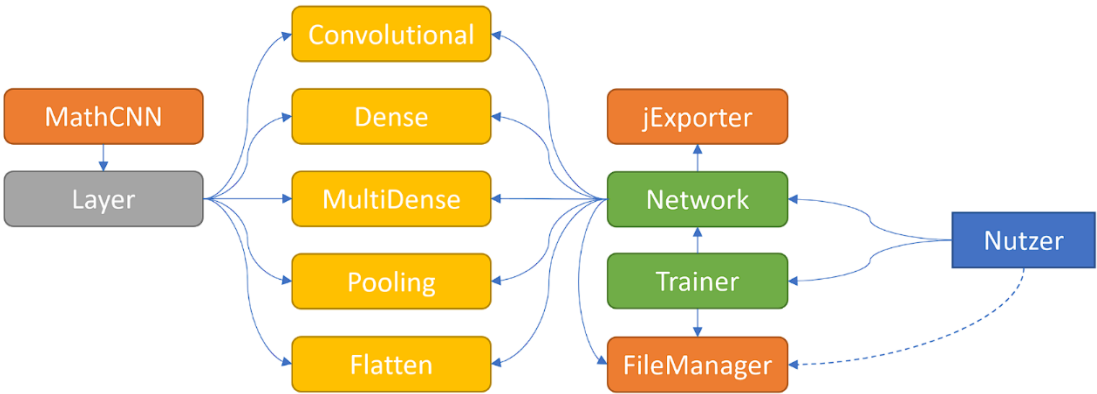 Convolutional
MathCNN
Dense
jExporter
Layer
MultiDense
Network
Nutzer
Pooling
Trainer
Flatten
FileManager